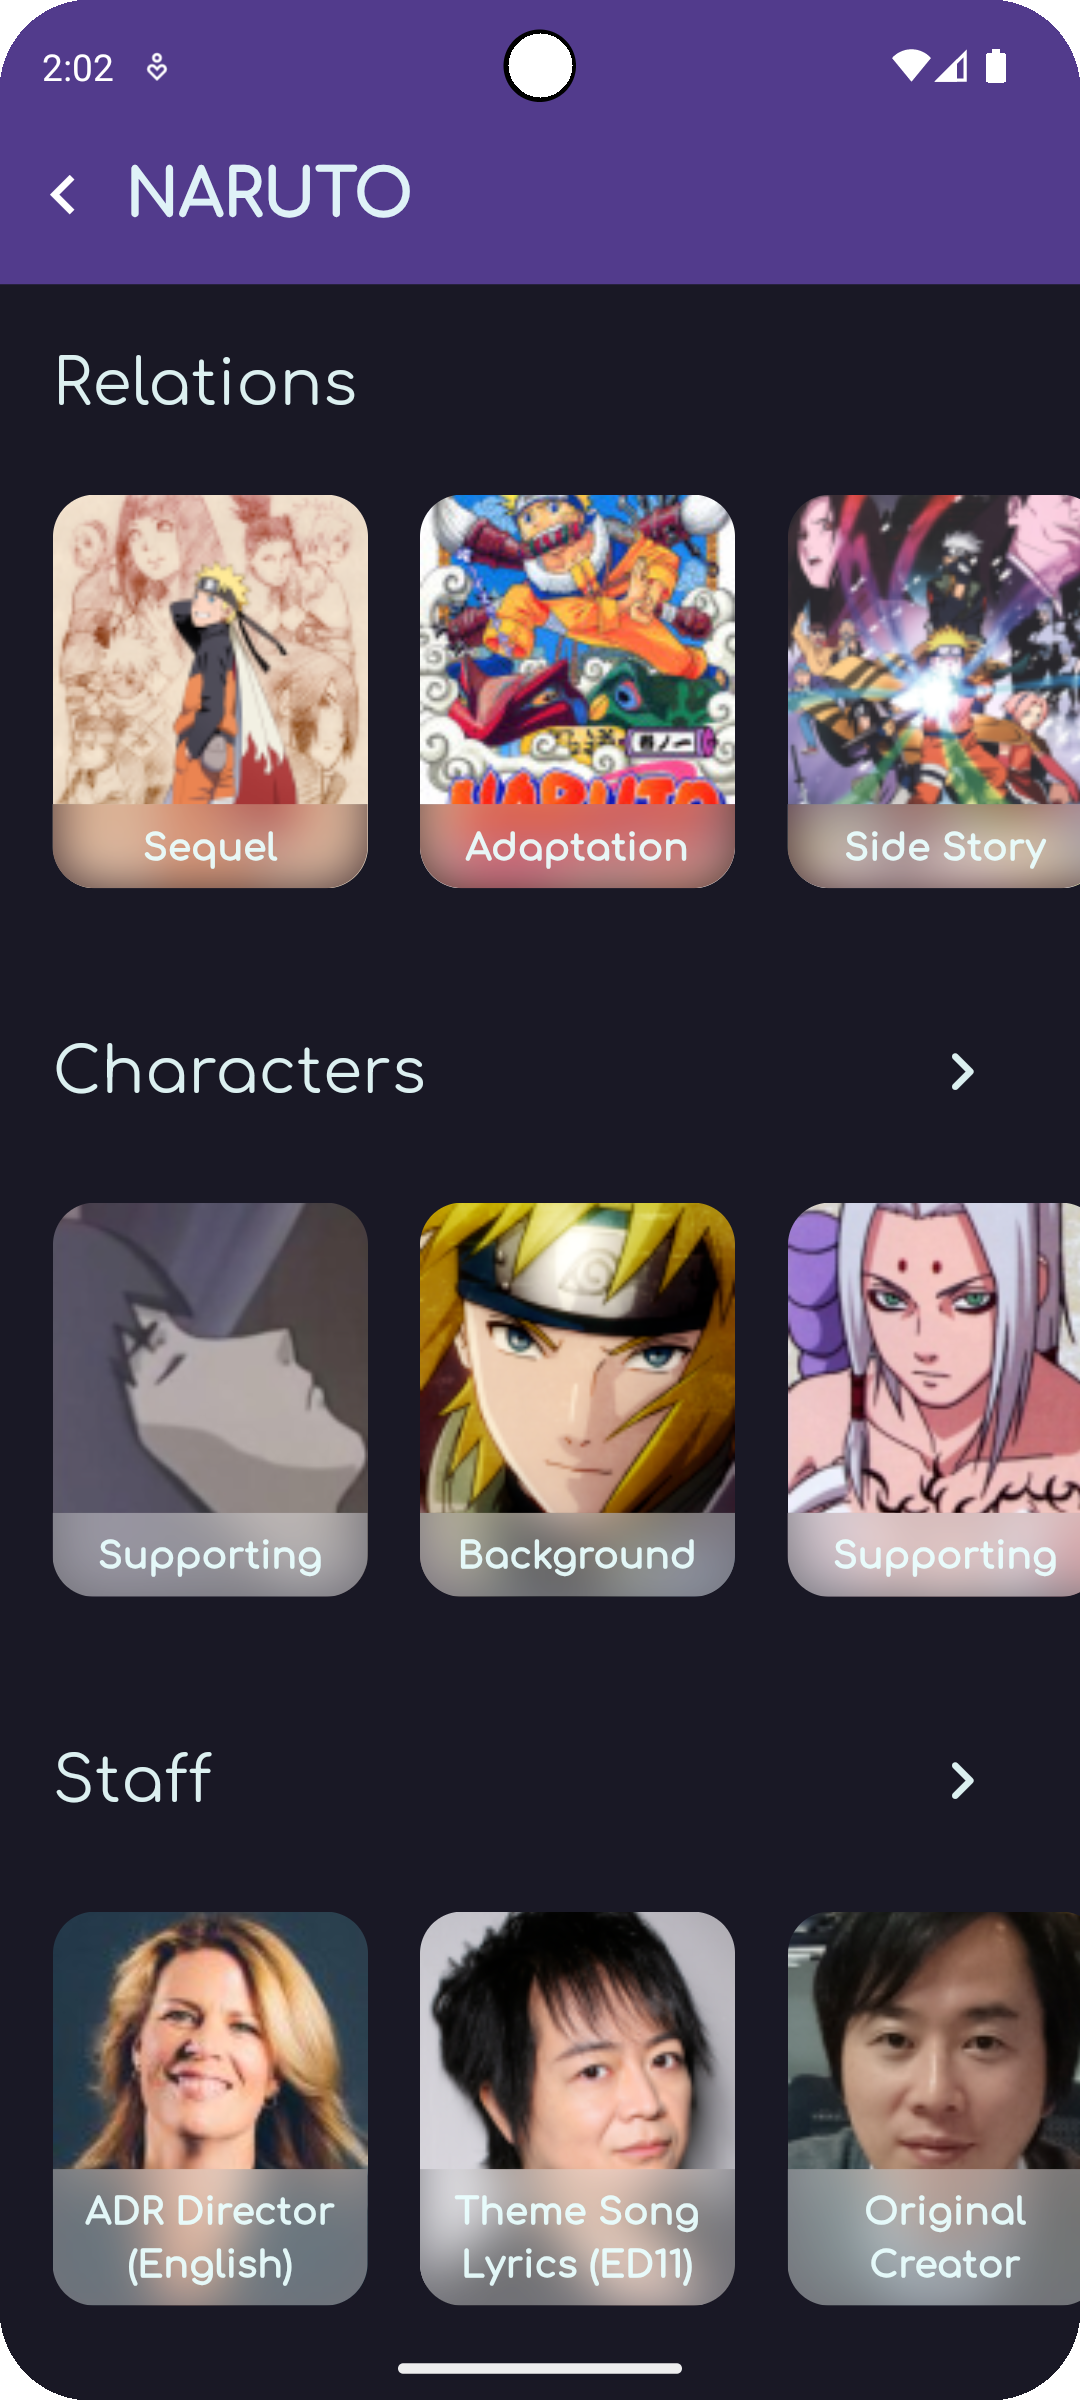 2:02
NARUTO
Relations
NARUTO
Sequel
Adaptation
Side Story
Characters
Supporting
Background
Supporting
Staff
ADR Director
(English)
Theme Song
Lyrics (ED11)
Original
Creator